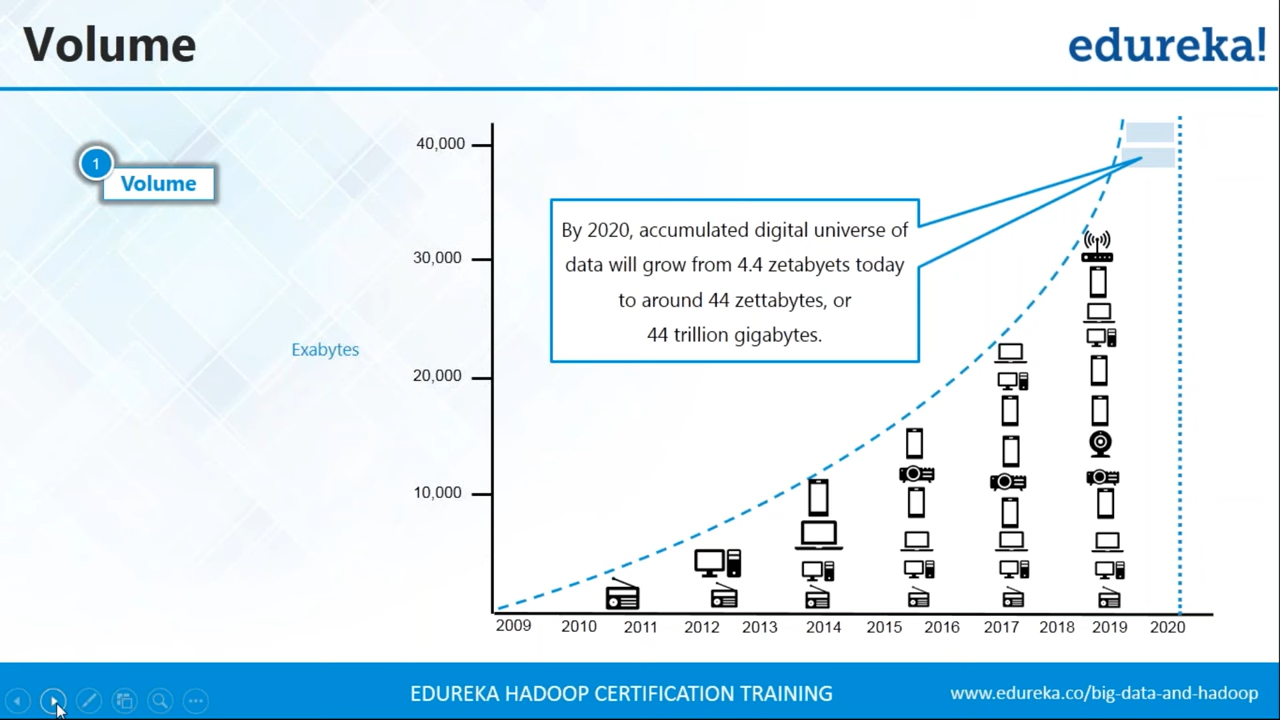 Volume
edureka!
1
Volume
40,000
30,000
20,000
10,000
Exabytes
By 2020, accumulated digital universe of
data will grow from 4.4 zetabyets today
to around 44 zettabytes, or
44 trillion gigabytes.
2009 2010 2011 2012 2013 2014 2015 2016 2017 2018 2019 2020
EDUREKA HADOOP CERTIFICATION TRAINING
www.edureka.co/big-data-and-hadoop